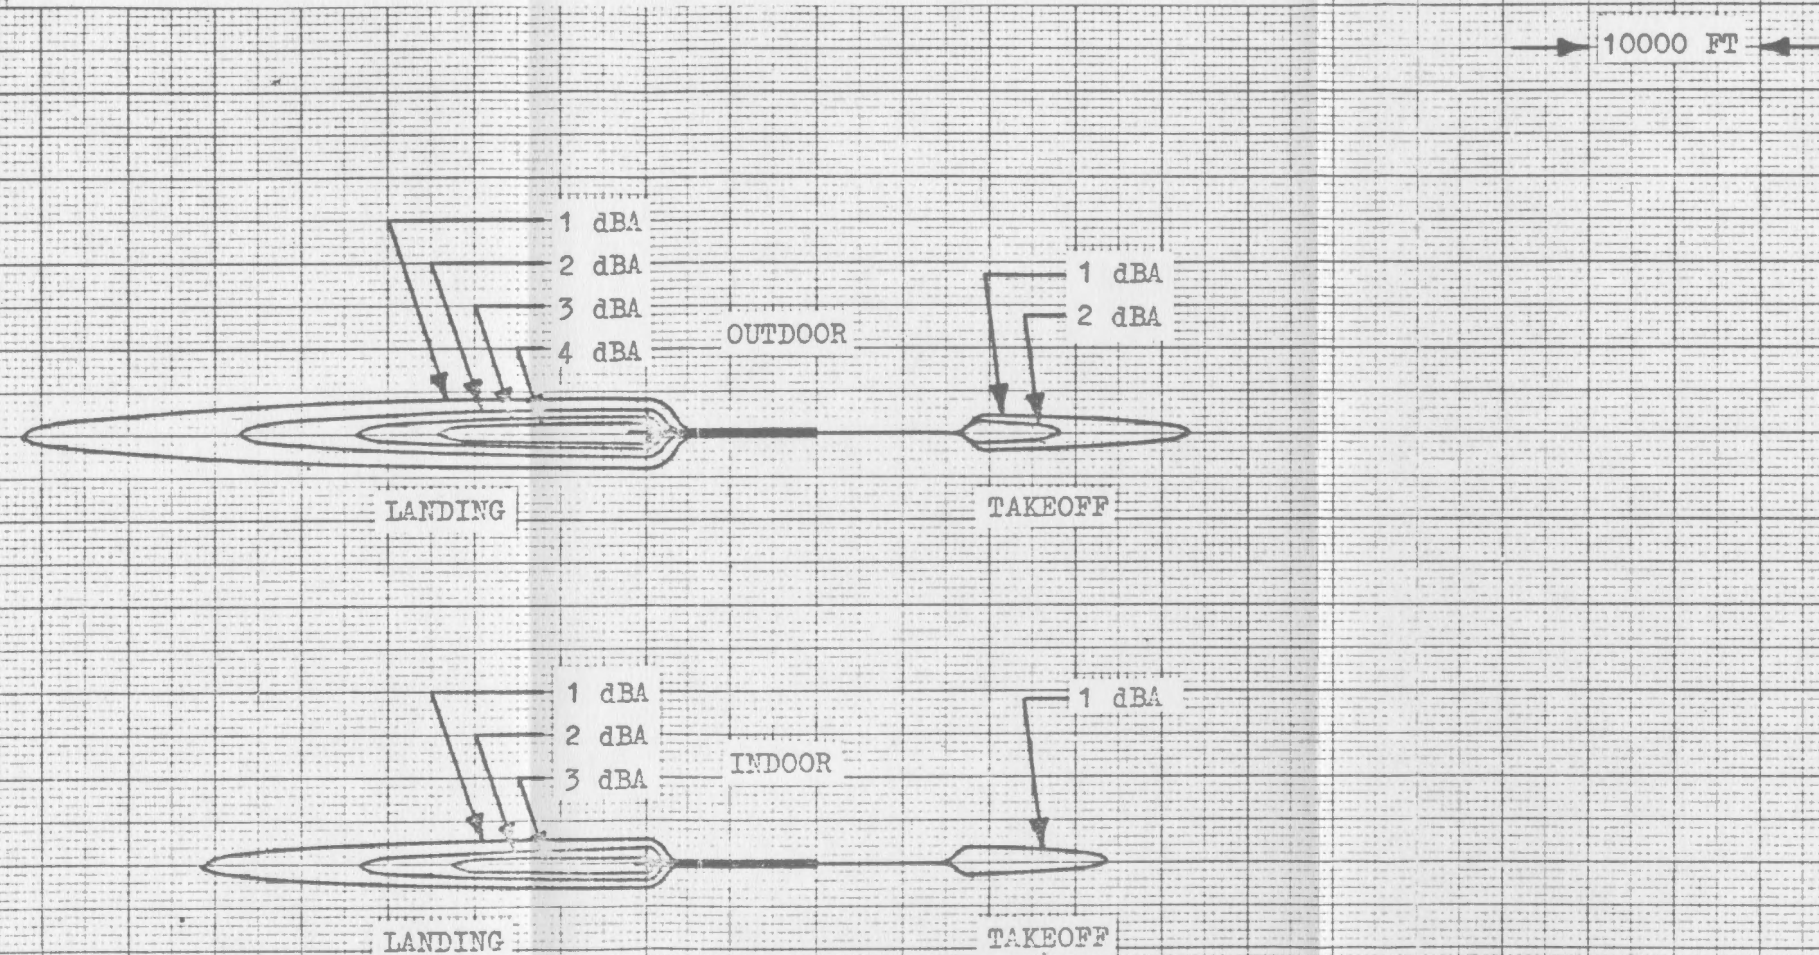 10000 FT
1 dBA
2 dBA
3 dBA
4 dBA
OUTDOOR
1 dBA
2 dBA
LANDING
TAKEOFF
1 dBA
2 dBA
3 dBA
INDOOR
1 dBA
LANDING
TAKEOFF